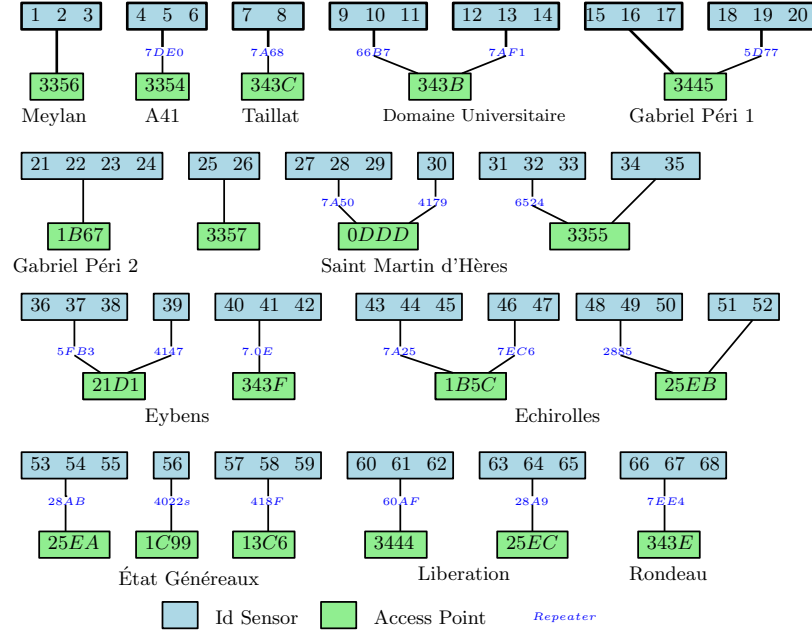 1 2 3 4 5 6 7 8 9 10 11 12 13 14 15 16 17 18 19 20
7DE0 7A68 66B7 7AF1 5D77
3356 3354 343C 343B 3445
Meylan A41 Taillat Domaine Universitaire Gabriel Péri 1
21 22 23 24 25 26 27 28 29 30 31 32 33 34 35
7A50 4179 6524
1B67 3357 0DDD 3355
Gabriel Péri 2 Saint Martin d'Hères
36 37 38 39 40 41 42 43 44 45 46 47 48 49 50 51 52
5FB3 4147 7.0E 7A25 7EC6 2885
21D1 343F 1B5C 25EB
Eybens Echirolles
53 54 55 56 57 58 59 60 61 62 63 64 65 66 67 68
28AB 4022s 418F 60AF 28A9 7EE4
25EA 1C99 13C6 3444 25EC 343E
État Généreaux Liberation Rondeau
Id Sensor Access Point Repeater